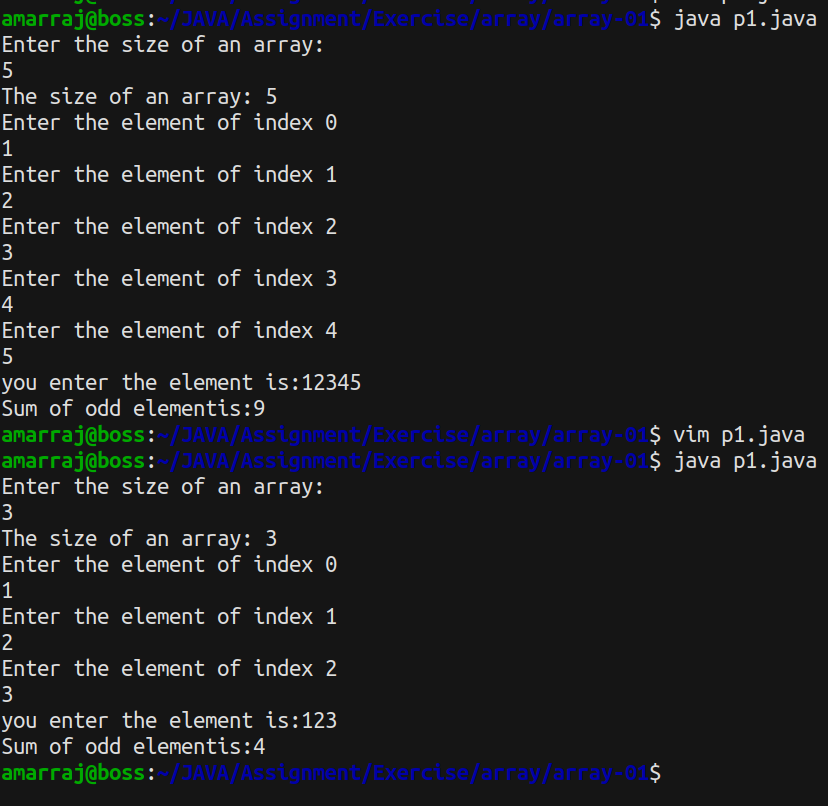 amarraj@boss:~/JAVA/Assignment/Exercise/array/array-01$ java p1.java
Enter the size of an array:
5
The size of an array: 5
Enter the element of index 0
1
Enter the element of index 1
2
Enter the element of index 2
3
Enter the element of index 3
4
Enter the element of index 4
5
you enter the element is:12345
Sum of odd elementis:9
amarraj@boss:~/JAVA/Assignment/Exercise/array/array-01$ vim p1.java
amarraj@boss:~/JAVA/Assignment/Exercise/array/array-01$ java p1.java
Enter the size of an array:
3
The size of an array: 3
Enter the element of index 0
1
Enter the element of index 1
2
Enter the element of index 2
3
you enter the element is:123
Sum of odd elementis:4
amarraj@boss:~/JAVA/Assignment/Exercise/array/array-01$